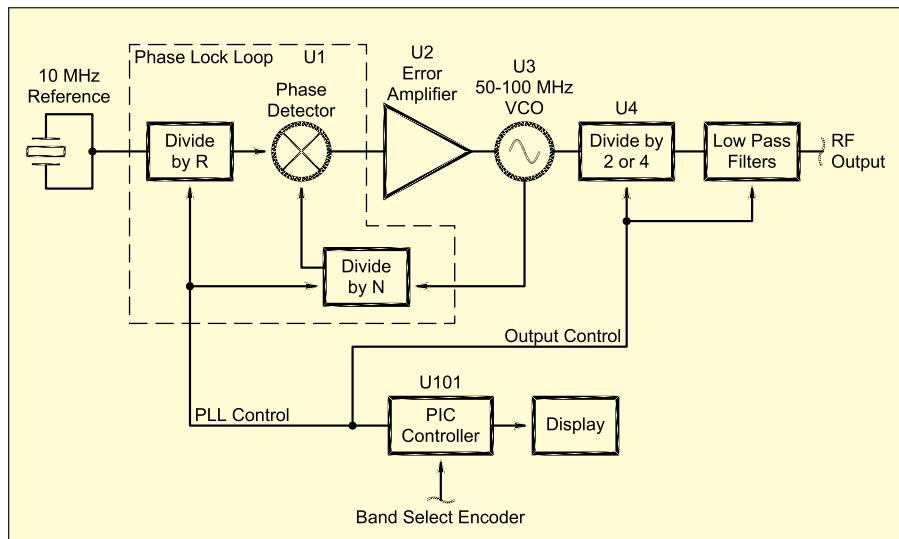 Phase Lock Loop
U1
10 MHz
Reference
Divide
by R
Phase
Detector
U2
Error
Amplifier
U3
50-100 MHz
VCO
U4
Divide by
2 or 4
Low Pass
Filters
RF
Output
Divide
by N
Output Control
PLL Control
U101
PIC
Controller
Display
Band Select Encoder